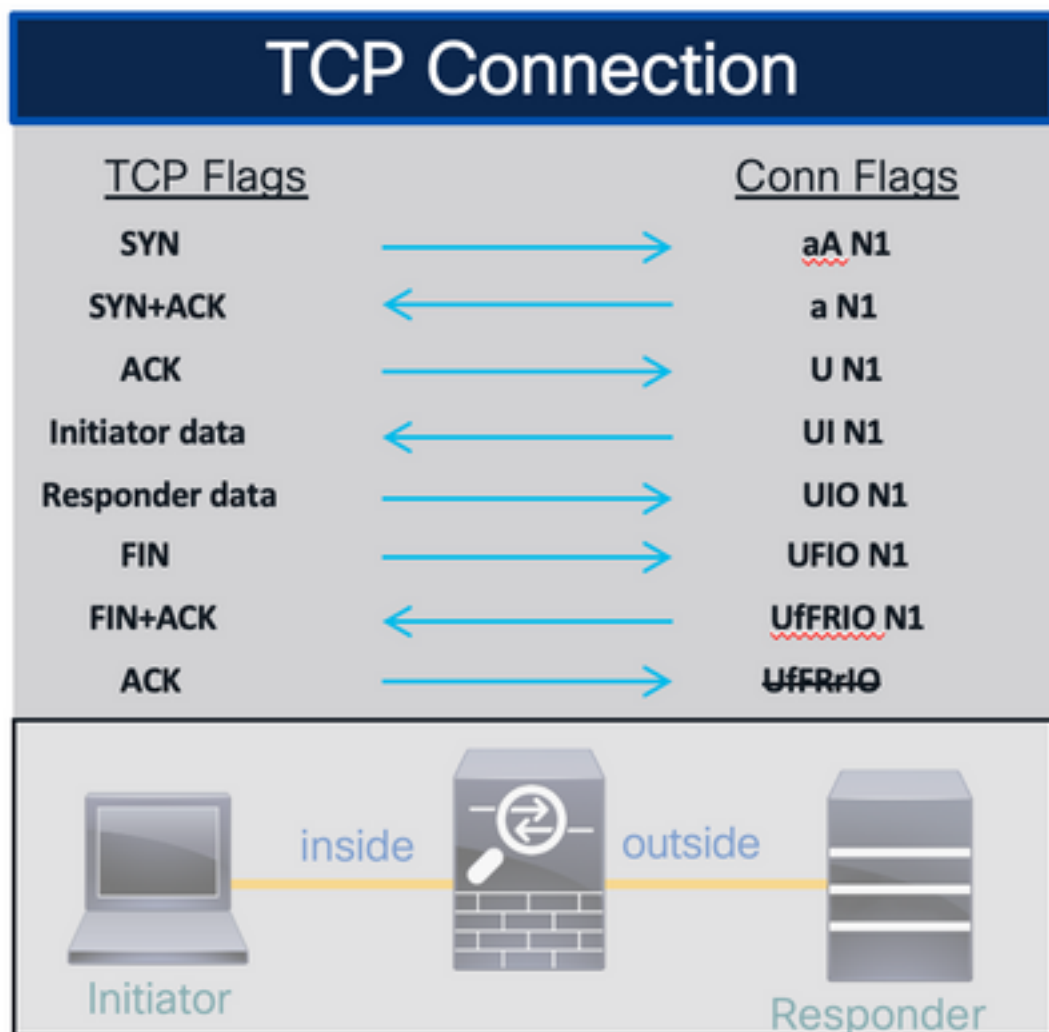 TCP Connection
TCP Flags Conn Flags
SYN aA N1
SYN+ACK a N1
ACK U N1
Initiator data UI N1
Responder data UIO N1
FIN UFIO N1
FIN+ACK UfFRIO N1
ACK UfFRrIO
inside outside
Initiator
Responder